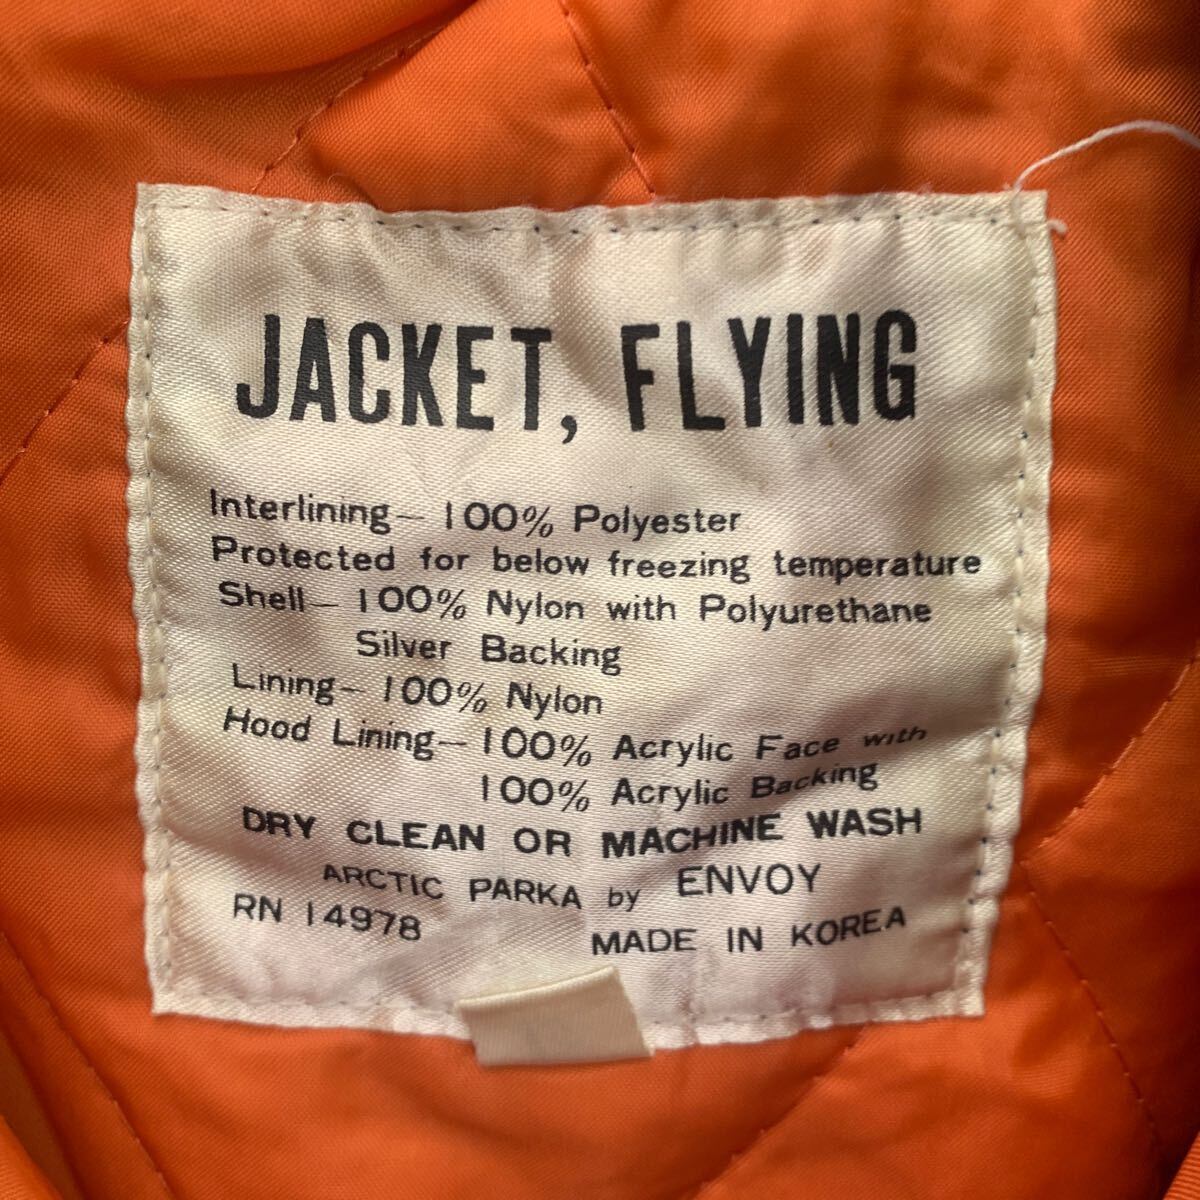 JACKET, FLYING
Interlining— 100% Polyester
Protected for below freezing temperature
Shell— 100% Nylon with Polyurethane
Silver Backing
Lining— 100% Nylon
Hood Lining— 100% Acrylic Face with
100% Acrylic Backing
DRY CLEAN OR MACHINE WASH
ARCTIC PARKA by ENVOY
RN 14978 MADE IN KOREA